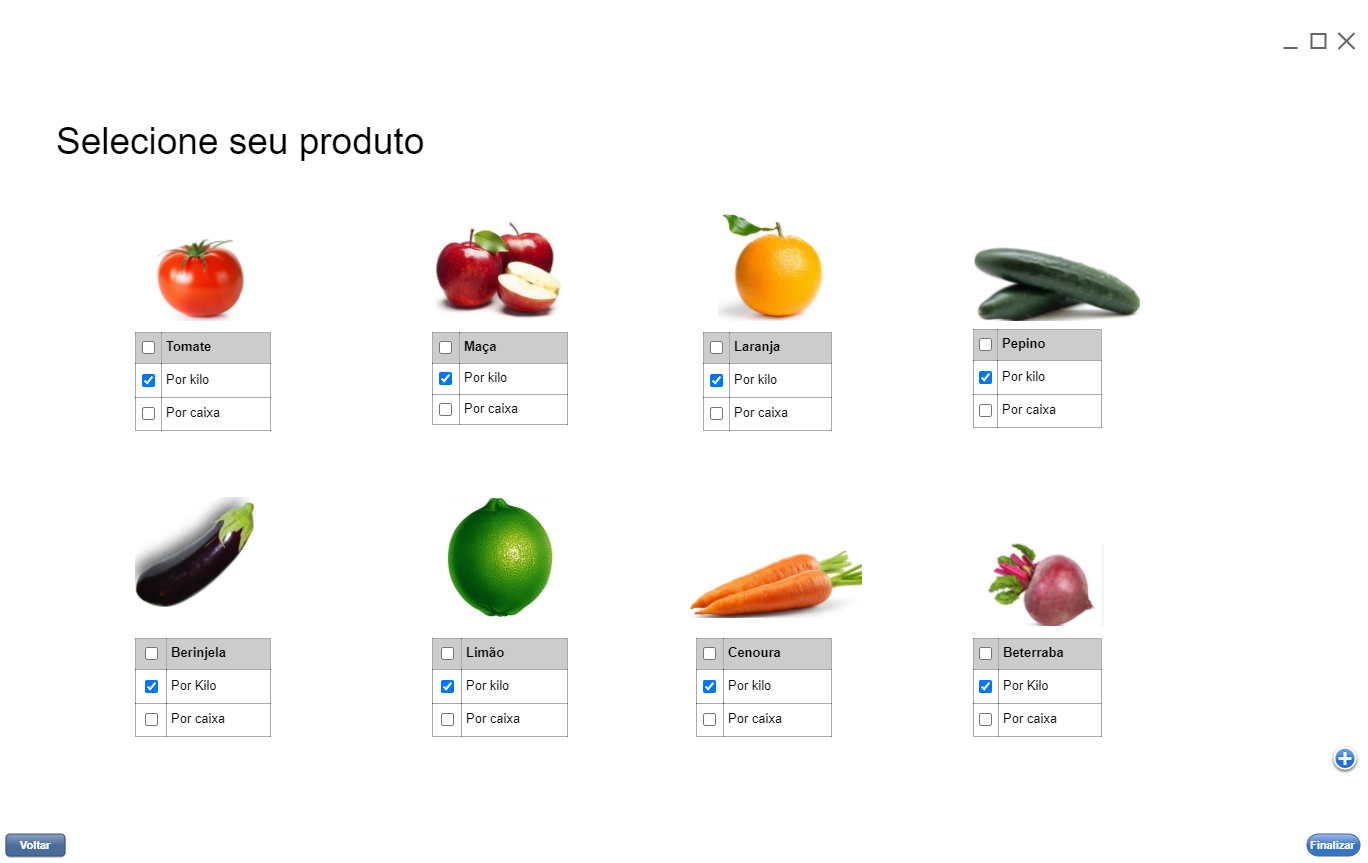 Selecione seu produto
Tomate
Por kilo
Por caixa
Maça
Por kilo
Por caixa
Laranja
Por kilo
Por caixa
Pepino
Por kilo
Por caixa
Berinjela
Por Kilo
Por caixa
Limão
Por kilo
Por caixa
Cenoura
Por kilo
Por caixa
Beterraba
Por Kilo
Por caixa
Voltar
Finalizar